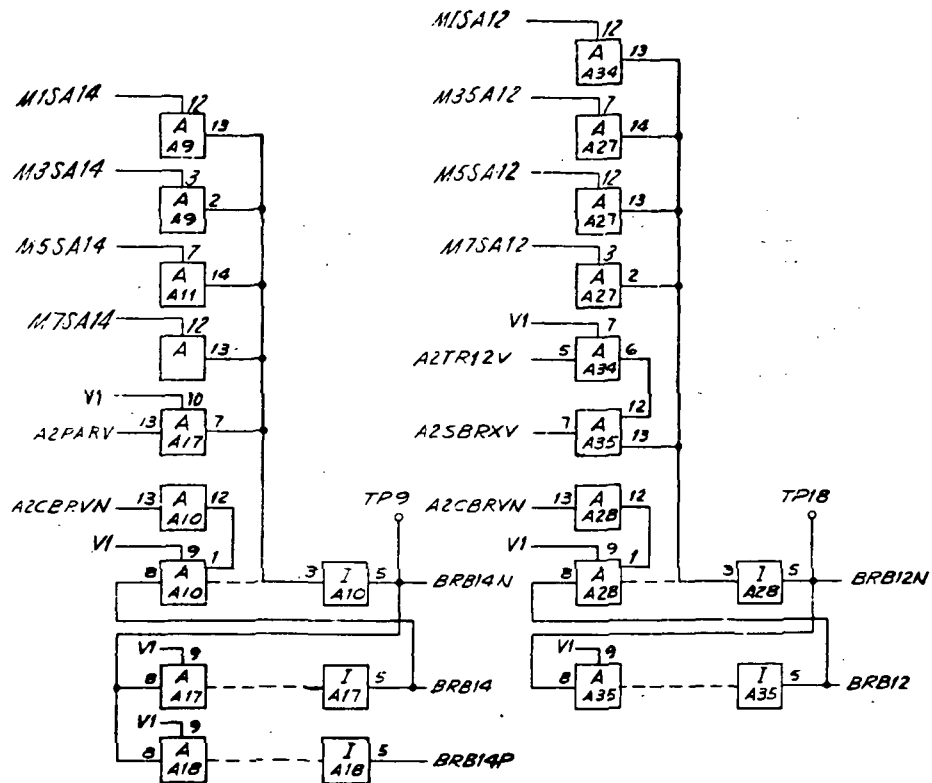 M1SA14
12
A
A9
13
M3SA14
3
A
A9
2
M5SA14
7
A
A11
14
M7SA14
12
A
13
V1
10
A2PARV
13
A
A17
7
A2CBRVN
13
A
A10
12
V1
9
8
A
A10
1
3
I
A10
5
TP9
BRB14N
V1
9
8
A
A17
I
A17
5
BRB14
V1
9
8
A
A18
I
A18
5
BRB14P
M1SA12
12
A
A34
13
M3SA12
7
A
A27
14
M5SA12
12
A
A27
13
M7SA12
3
A
A27
2
V1
7
A2TR12V
5
A
A34
6
A2SBRXV
7
A
A35
12
13
A2CBRVN
13
A
A28
12
V1
9
8
A
A28
1
3
I
A28
5
TP18
BRB12N
V1
9
8
A
A35
I
A35
5
BRB12